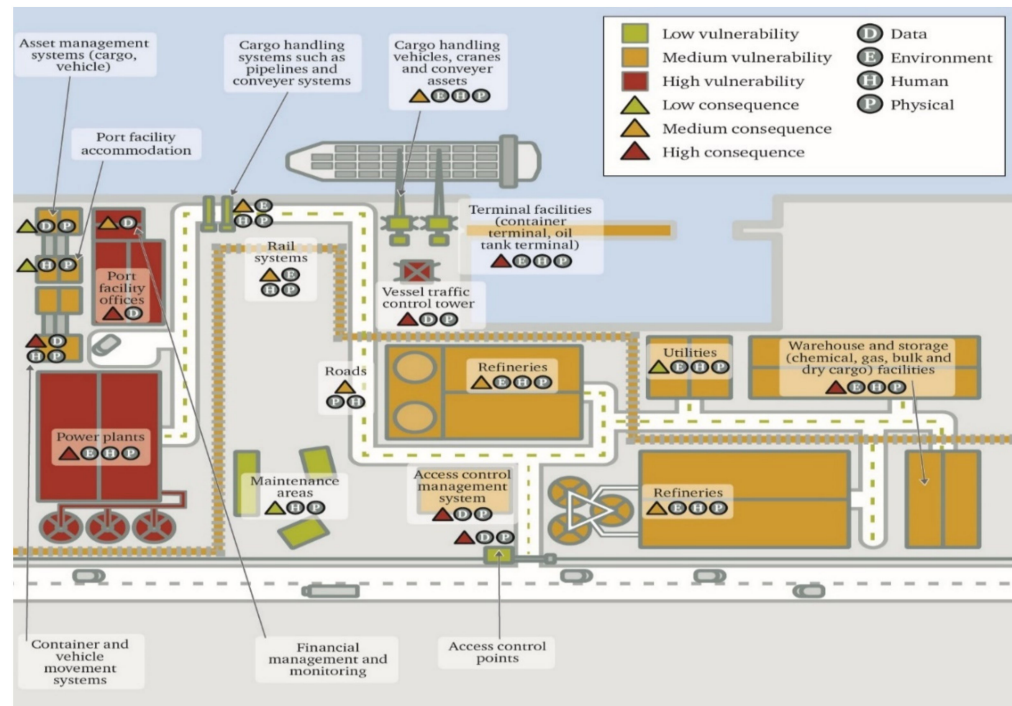 Asset management
systems (cargo,
vehicle)
Cargo handling
systems such as
pipelines and
conveyer systems
Cargo handling
vehicles, cranes
and conveyer
assets
E H P
Low vulnerability
Medium vulnerability
High vulnerability
Low consequence
Medium consequence
High consequence
D Data
E Environment
H Human
P Physical
Port facility
accommodation
D P
D
E
H P
H P
Port
facility
offices
D
D
H P
Rail
systems
E
H P
Terminal facilities
(container
terminal, oil
tank terminal)
E H P
Vessel traffic
control tower
D P
Roads
P H
Refineries
E H P
Utilities
E H P
Warehouse and storage
(chemical, gas, bulk and
dry cargo) facilities
E H P
Power plants
E H P
Maintenance
areas
H P
Access control
management
system
D P
D P
Refineries
E H P
Container and
vehicle
movement
systems
Financial
management and
monitoring
Access control
points